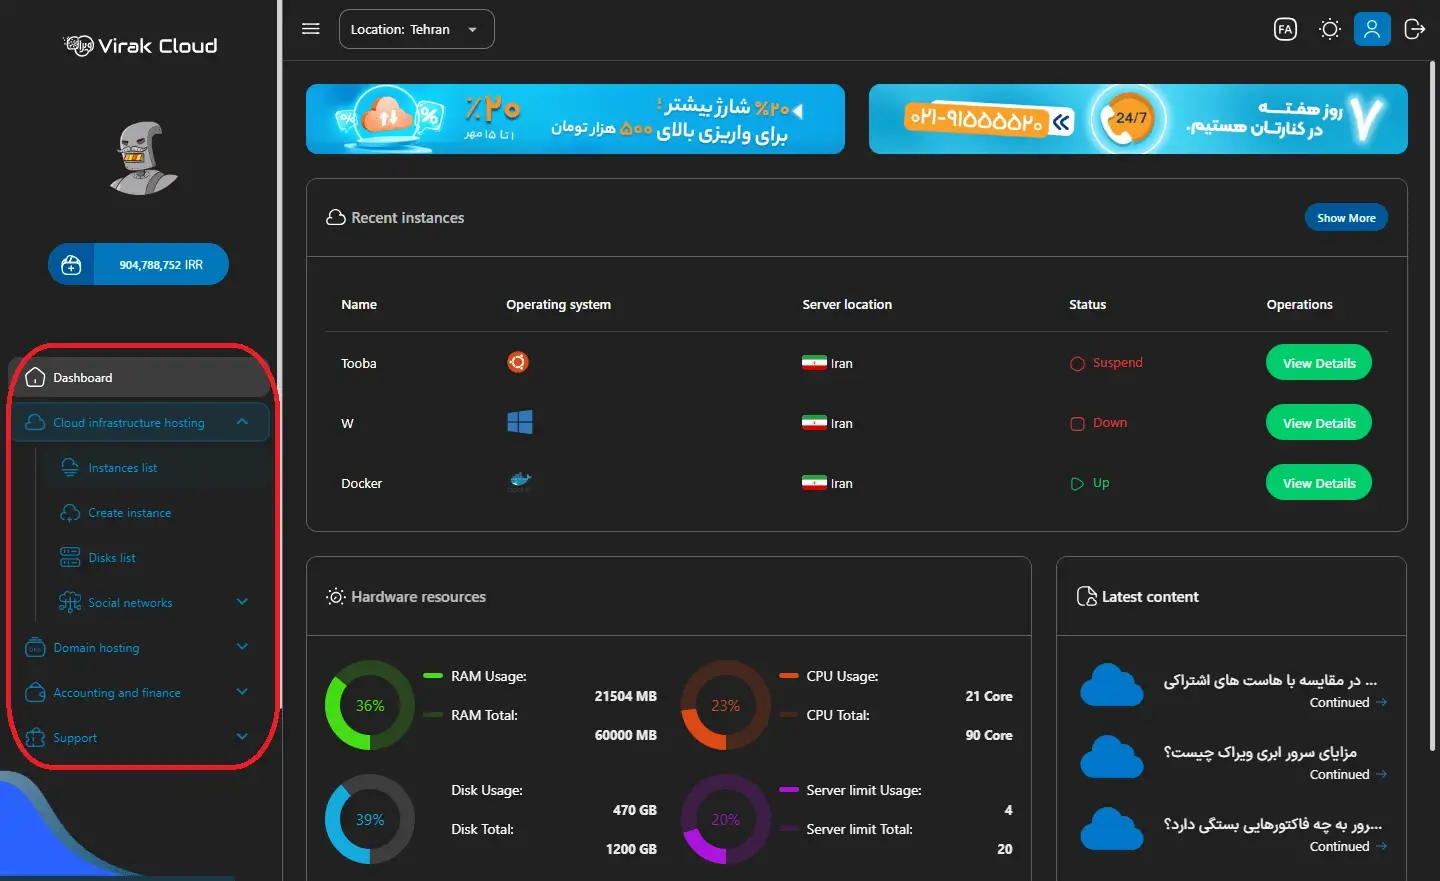 Virak Cloud
904,788,752 IRR
Dashboard
Cloud infrastructure hosting
Instances list
Create instance
Disks list
Social networks
Domain hosting
Accounting and finance
Support
Location: Tehran
FA
٪۲۰
۱ تا ۱۵ مهر
۲۰٪ شارژ بیشتر!
برای واریزی بالای ۵۰۰ هزار تومان
۷ روز هفتـــه
در کنارتـان هستیم.
24/7
۰۲۱-۹۱۵۵۵۵۲۰
Recent instances
Show More
Name Operating system Server location Status Operations
Tooba Iran Suspend View Details
W Iran Down View Details
Docker Iran Up View Details
Hardware resources
36%
RAM Usage:
21504 MB
RAM Total:
60000 MB
23%
CPU Usage:
21 Core
CPU Total:
90 Core
39%
Disk Usage:
470 GB
Disk Total:
1200 GB
20%
Server limit Usage:
4
Server limit Total:
20
Latest content
در مقایسه با هاست های اشتراکی ...
Continued
مزایای سرور ابری ویراک چیست؟
Continued
...رور به چه فاکتورهایی بستگی دارد؟
Continued